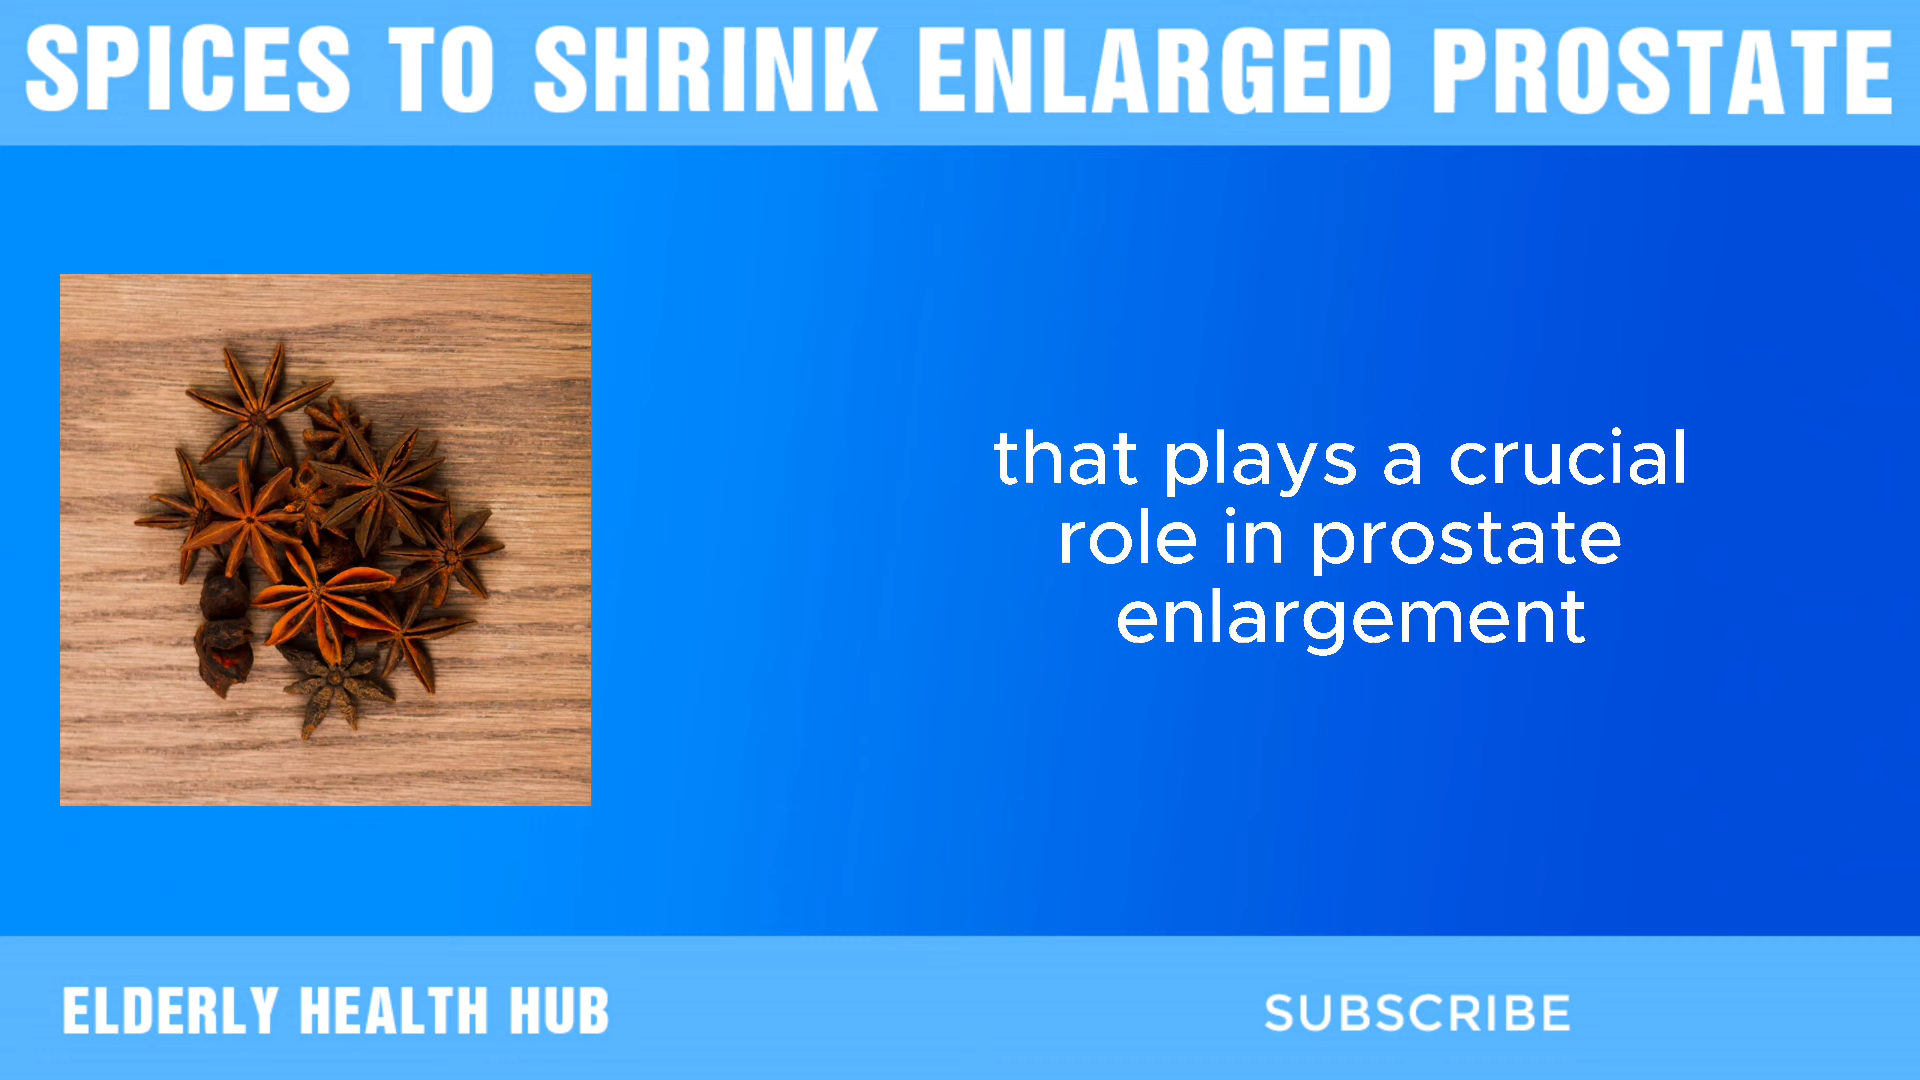 SPICES TO SHRINK ENLARGED PROSTATE
that plays a crucial
role in prostate
enlargement
ELDERLY HEALTH HUB
SUBSCRIBE